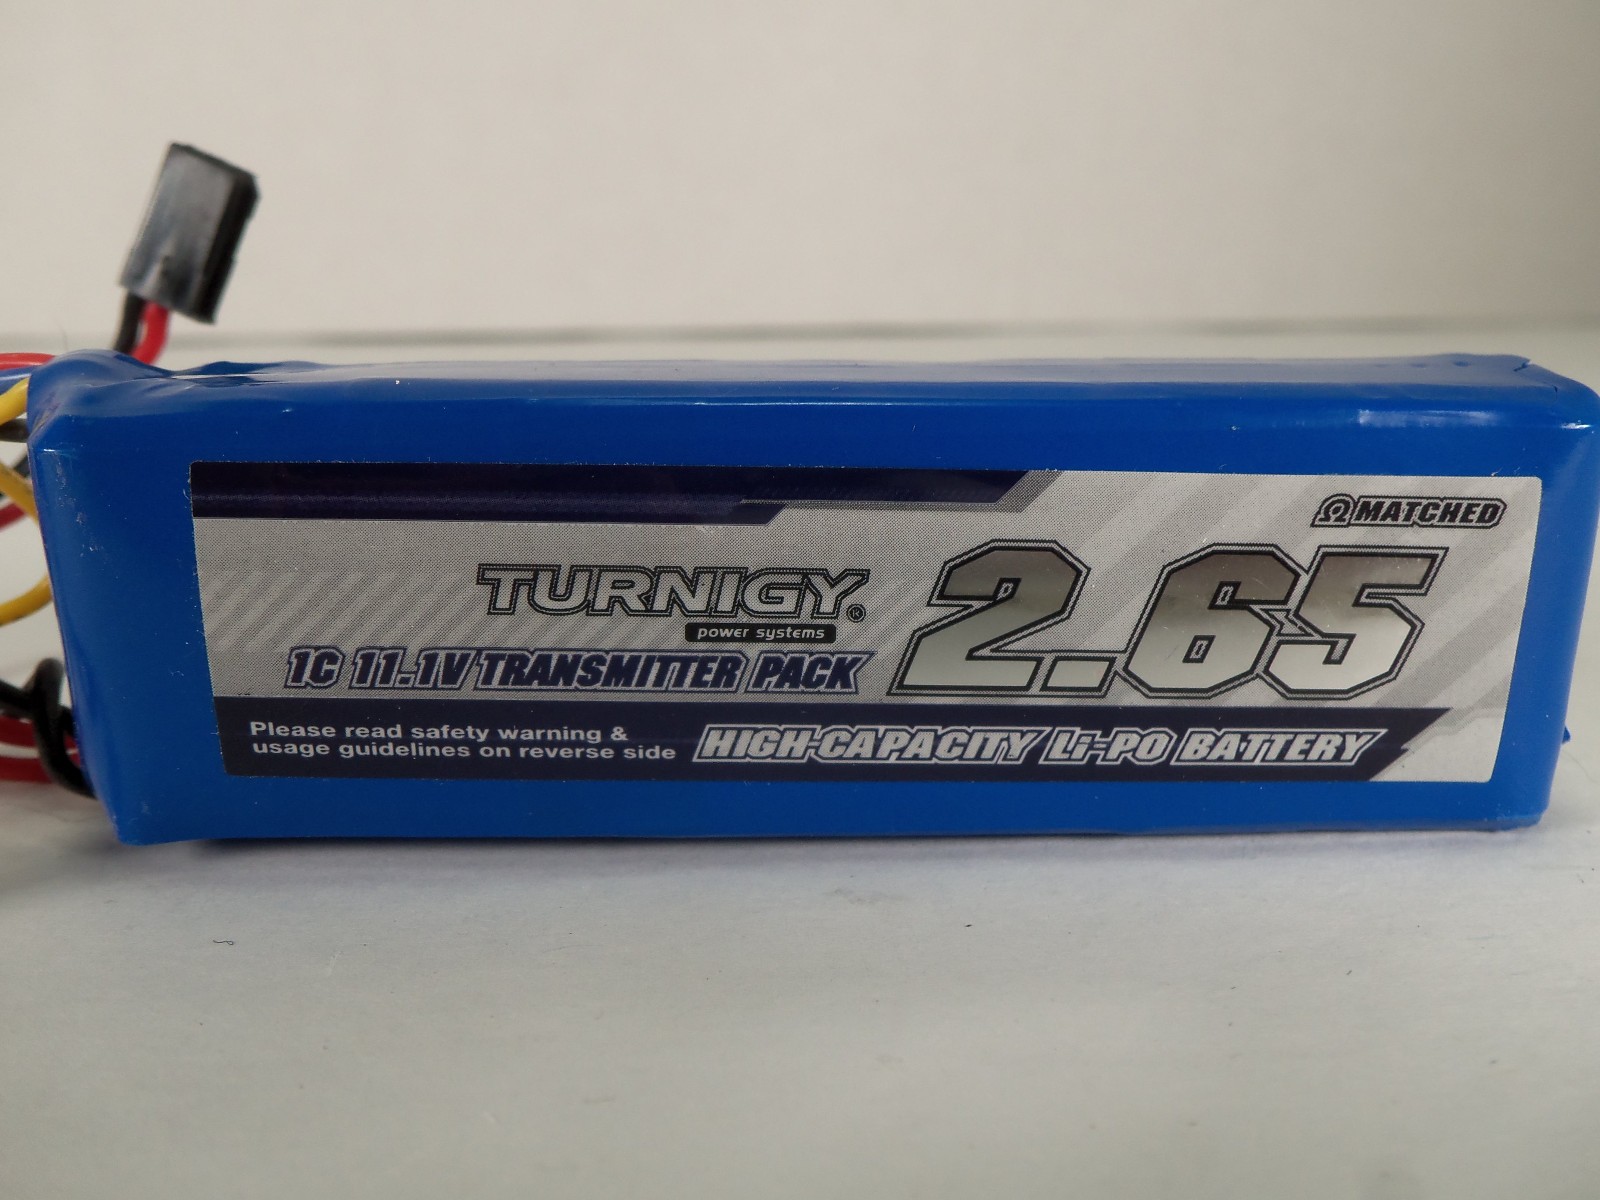 Ω MATCHED
TURNIGY
power systems
2.65
1C 11.1V TRANSMITTER PACK
Please read safety warning &
usage guidelines on reverse side
HIGH-CAPACITY Li-PO BATTERY